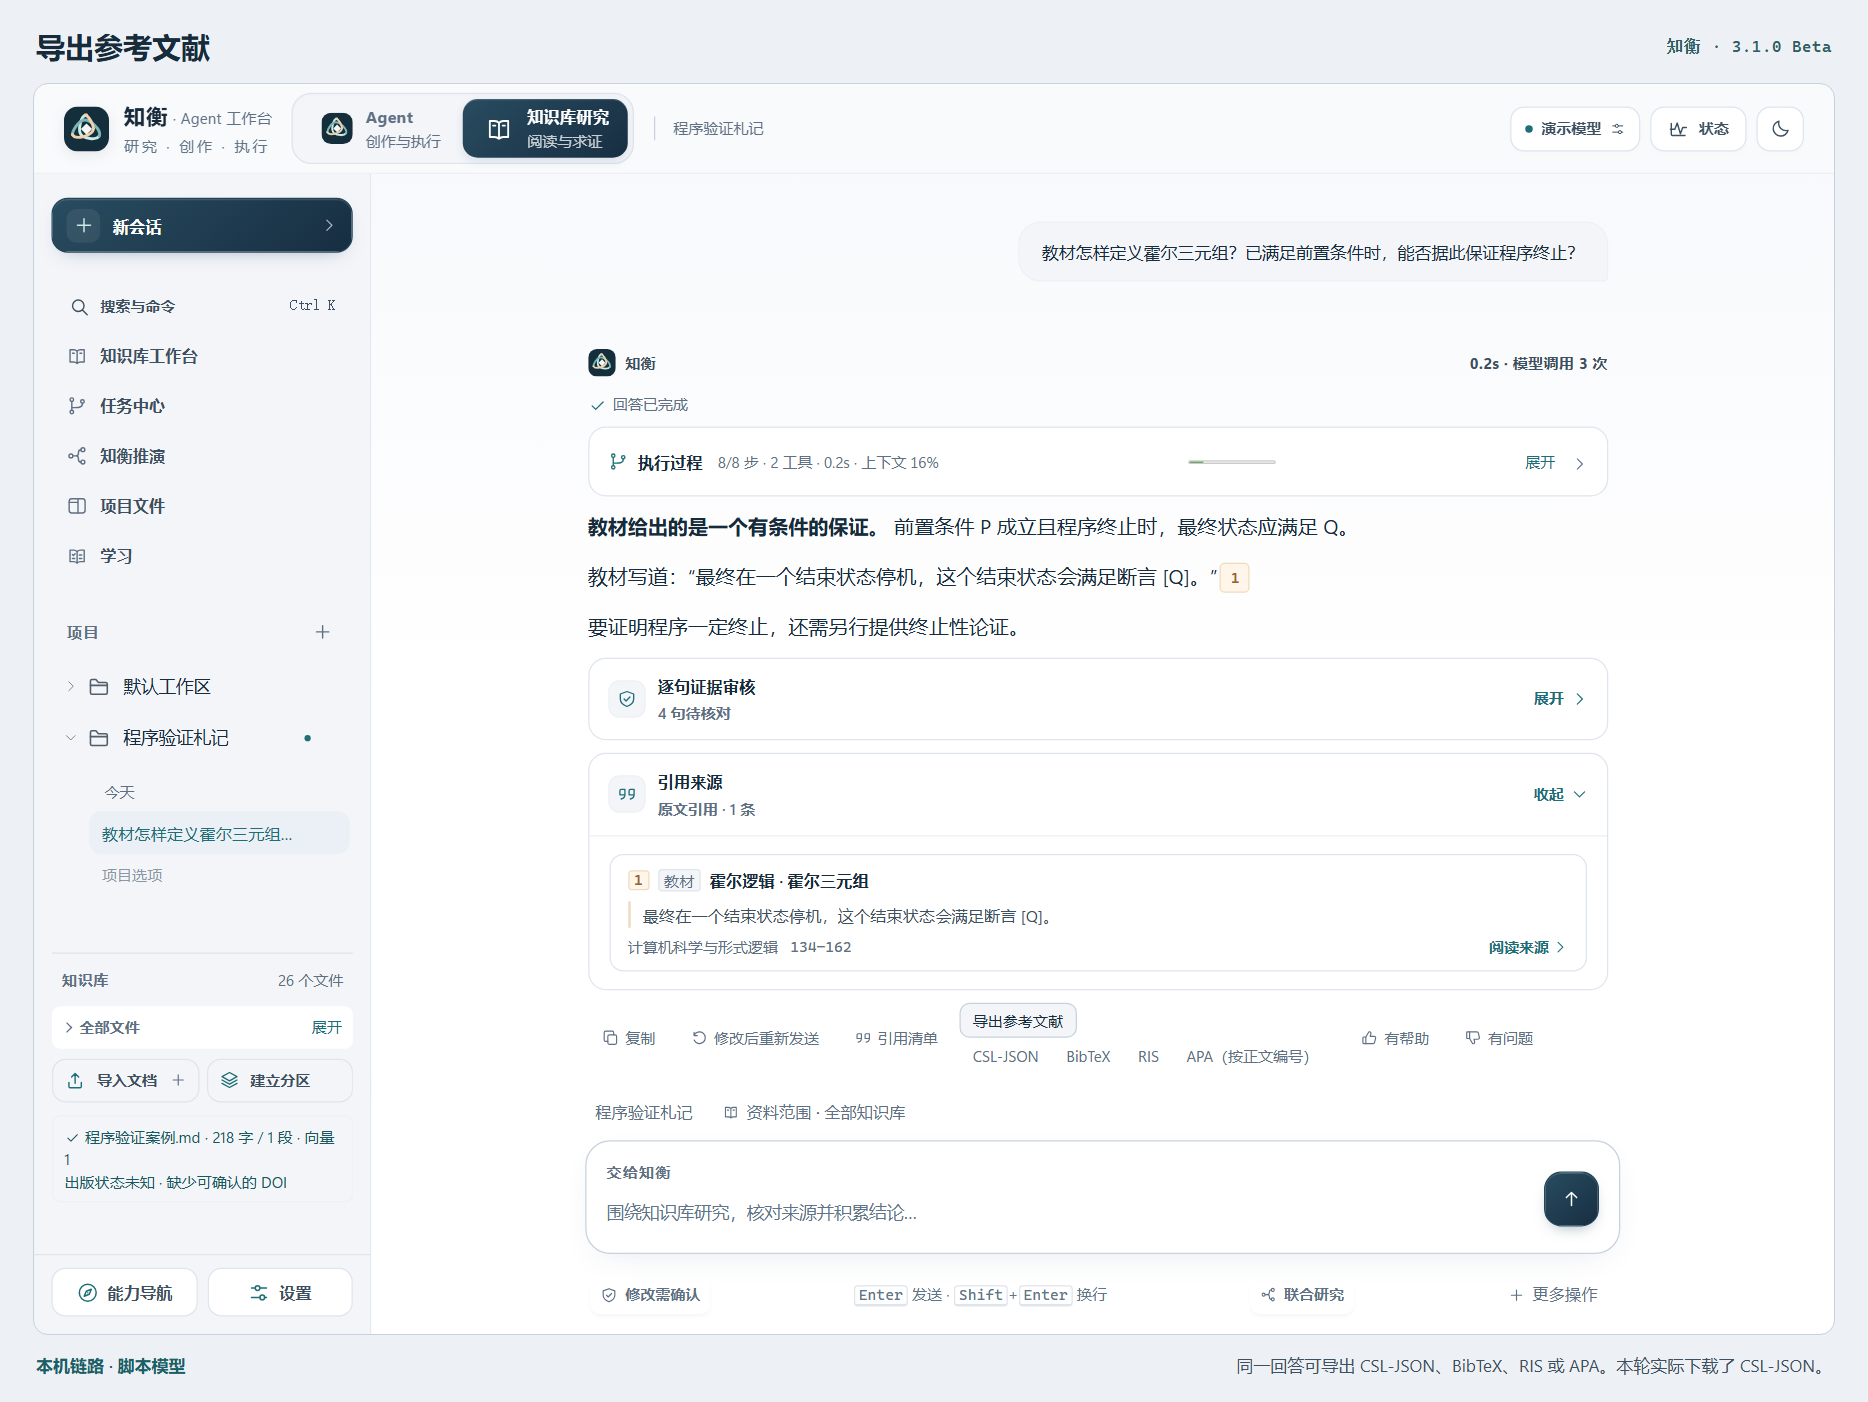 导出参考文献
知衡 · 3.1.0 Beta
知衡 · Agent 工作台
研究 · 创作 · 执行
Agent
创作与执行
知识库研究
阅读与求证
程序验证札记
演示模型
状态
新会话
搜索与命令 Ctrl K
知识库工作台
任务中心
知衡推演
项目文件
学习
项目
默认工作区
程序验证札记
今天
教材怎样定义霍尔三元组...
项目选项
知识库 26 个文件
全部文件 展开
导入文档
建立分区
程序验证案例.md · 218 字 / 1 段 · 向量
1
出版状态未知 · 缺少可确认的 DOI
能力导航
设置
教材怎样定义霍尔三元组？已满足前置条件时，能否据此保证程序终止？
知衡
0.2s · 模型调用 3 次
回答已完成
执行过程 8/8 步 · 2 工具 · 0.2s · 上下文 16% 展开
教材给出的是一个有条件的保证。 前置条件 P 成立且程序终止时，最终状态应满足 Q。
教材写道：“最终在一个结束状态停机，这个结束状态会满足断言 [Q]。” 1
要证明程序一定终止，还需另行提供终止性论证。
逐句证据审核
4 句待核对
展开
引用来源
原文引用 · 1 条
收起
1 教材 霍尔逻辑 · 霍尔三元组
最终在一个结束状态停机，这个结束状态会满足断言 [Q]。
计算机科学与形式逻辑 134–162 阅读来源
复制
修改后重新发送
引用清单
导出参考文献
CSL-JSON BibTeX RIS APA（按正文编号）
有帮助
有问题
程序验证札记 资料范围 · 全部知识库
交给知衡
围绕知识库研究，核对来源并积累结论...
修改需确认
Enter 发送 · Shift + Enter 换行
联合研究
更多操作
本机链路 · 脚本模型
同一回答可导出 CSL-JSON、BibTeX、RIS 或 APA。本轮实际下载了 CSL-JSON。